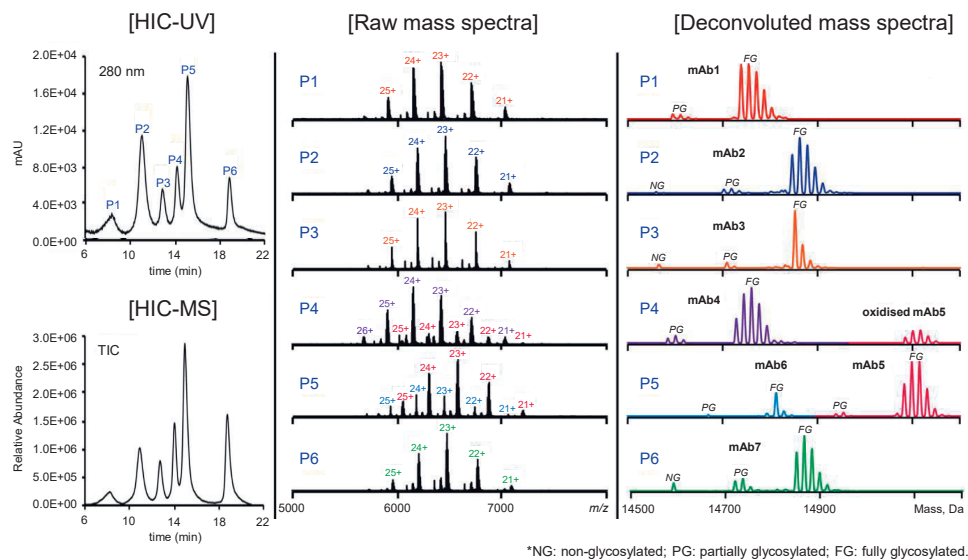 [HIC-UV]
280 nm
mAU
2.0E+04
1.6E+04
1.2E+04
8.0E+03
4.0E+03
0.0E+00
P1
P2
P3
P4
P5
P6
6 10 14 18 22
time (min)
[HIC-MS]
TIC
Relative Abundance
3.5E+06
3.0E+06
2.5E+06
2.0E+06
1.5E+06
1.0E+06
5.0E+05
0.0E+00
6 10 14 18 22
time (min)
[Raw mass spectra]
P1
25+ 24+ 23+ 22+ 21+
P2
25+ 24+ 23+ 22+ 21+
P3
25+ 24+ 23+ 22+ 21+
P4
26+ 25+ 25+ 24+ 24+ 23+ 23+ 22+ 22+ 21+ 21+
P5
25+ 25+ 24+ 24+ 23+ 23+ 22+ 22+ 21+ 21+
P6
25+ 24+ 23+ 22+ 21+
5000 6000 7000 m/z
[Deconvoluted mass spectra]
P1 mAb1
PG FG
P2 mAb2
NG PG FG
P3 mAb3
NG PG FG
P4 mAb4 oxidised mAb5
PG FG
P5 mAb6 mAb5
PG FG PG FG
P6 mAb7
NG PG FG
14500 14700 14900 Mass, Da
*NG: non-glycosylated; PG: partially glycosylated; FG: fully glycosylated.